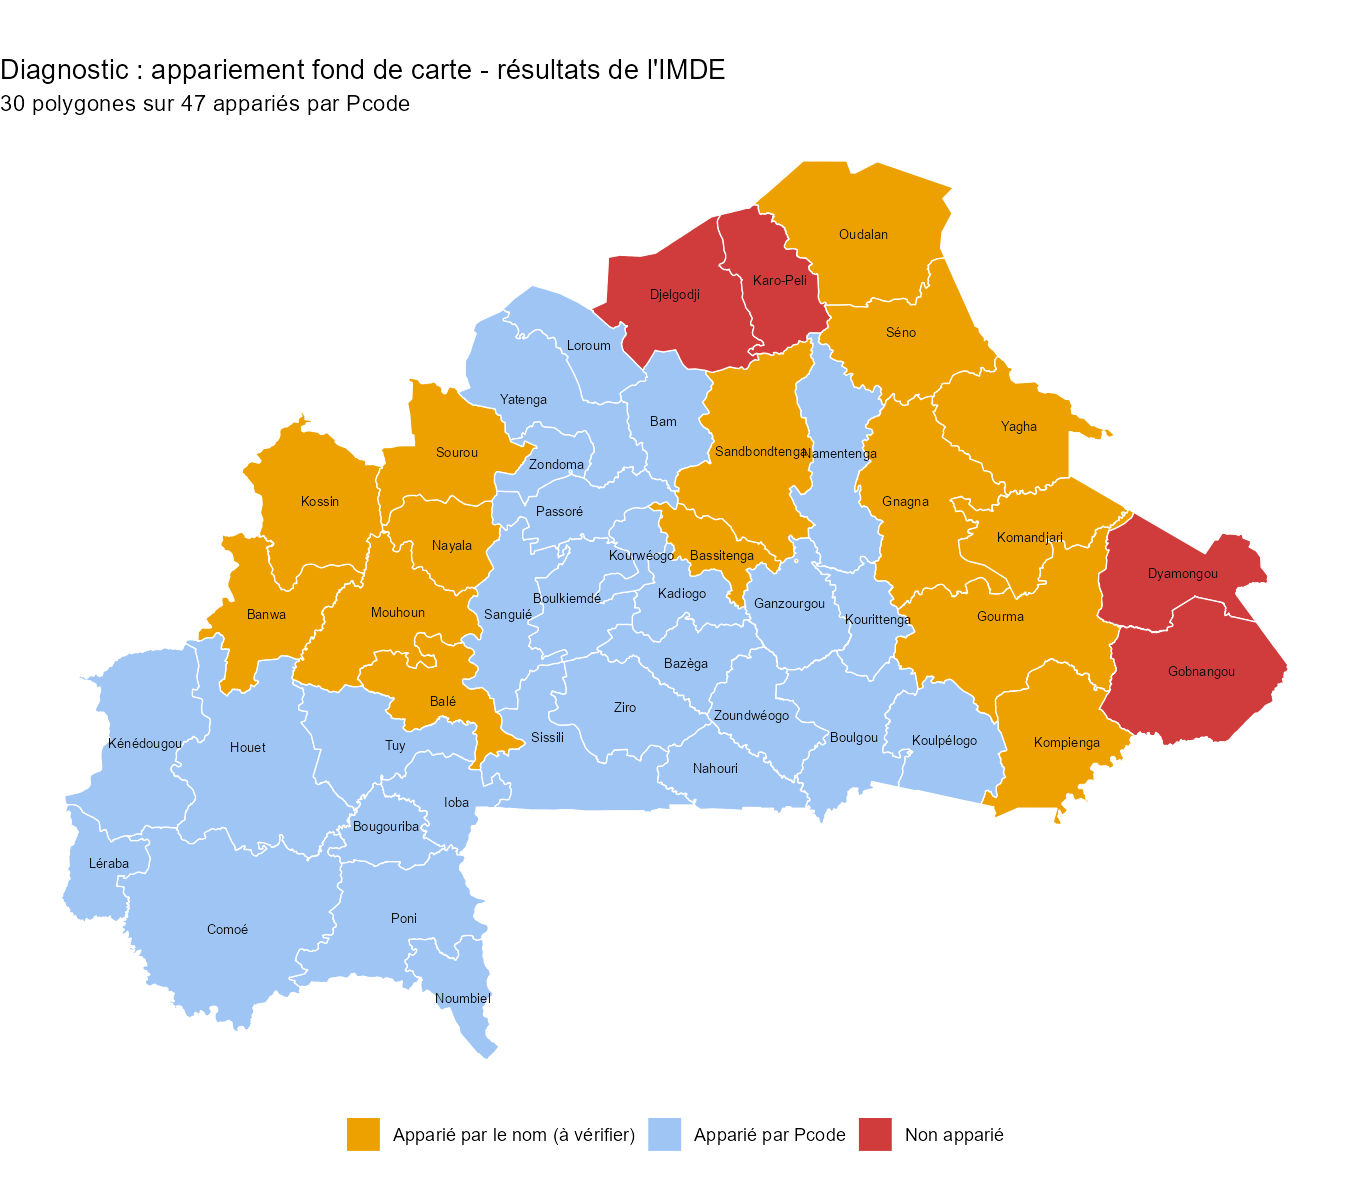 Diagnostic : appariement fond de carte - résultats de l'IMDE
30 polygones sur 47 appariés par Pcode
Oudalan
Karo-Peli
Djelgodji
Séno
Loroum
Yatenga
Bam
Yagha
Sourou
Sandbondtenga
Namentenga
Zondoma
Kossin
Gnagna
Passoré
Komandjari
Nayala
Kourwéogo
Bassitenga
Dyamongou
Kadiogo
Boulkiemdé
Ganzourgou
Banwa
Mouhoun
Sanguié
Kourittenga
Gourma
Bazèga
Gobnangou
Balé
Ziro
Zoundwéogo
Kénédougou
Houet
Tuy
Sissili
Boulgou
Koulpélogo
Kompienga
Nahouri
Ioba
Bougouriba
Léraba
Poni
Comoé
Noumbiel
Apparié par le nom (à vérifier)
Apparié par Pcode
Non apparié